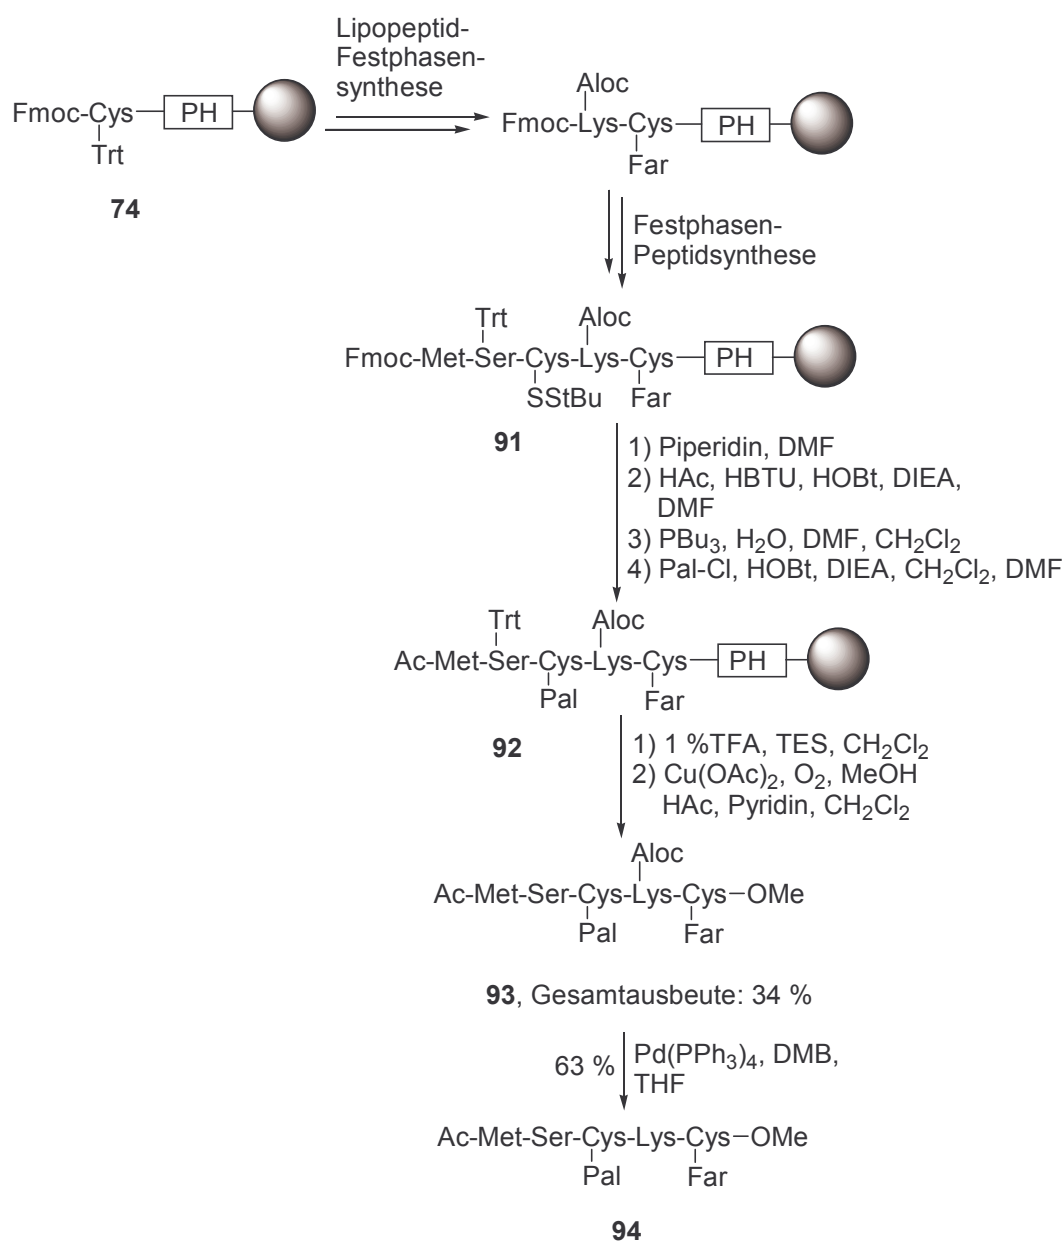 Lipopeptid-
Festphasen-
synthese
Fmoc-Cys-PH
Trt
74
Aloc
Fmoc-Lys-Cys-PH
Far
Festphasen-
Peptidsynthese
Trt Aloc
Fmoc-Met-Ser-Cys-Lys-Cys-PH
SStBu Far
91
1) Piperidin, DMF
2) HAc, HBTU, HOBt, DIEA,
DMF
3) PBu₃, H₂O, DMF, CH₂Cl₂
4) Pal-Cl, HOBt, DIEA, CH₂Cl₂, DMF
Trt Aloc
Ac-Met-Ser-Cys-Lys-Cys-PH
Pal Far
92
1) 1 %TFA, TES, CH₂Cl₂
2) Cu(OAc)₂, O₂, MeOH
HAc, Pyridin, CH₂Cl₂
Aloc
Ac-Met-Ser-Cys-Lys-Cys-OMe
Pal Far
93, Gesamtausbeute: 34 %
63 %
Pd(PPh₃)₄, DMB,
THF
Ac-Met-Ser-Cys-Lys-Cys-OMe
Pal Far
94